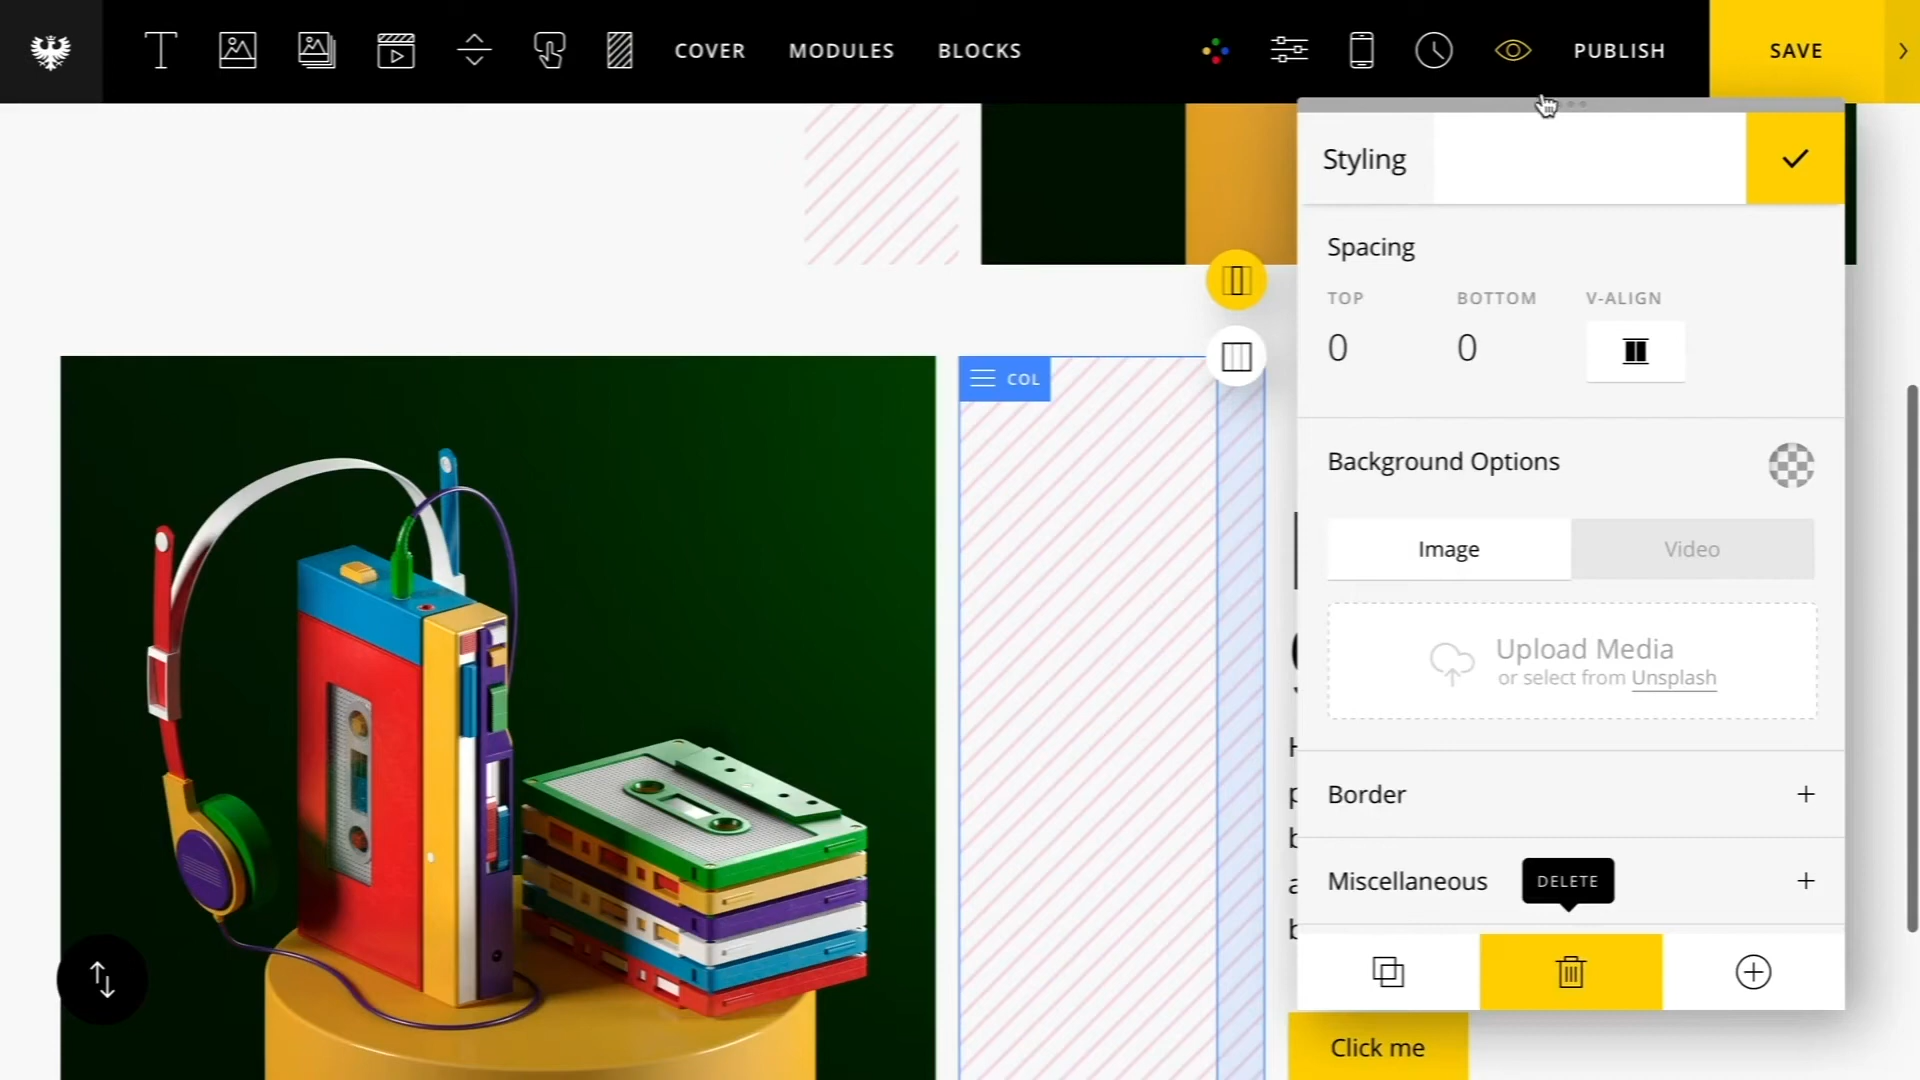 COVER MODULES BLOCKS PUBLISH SAVE
Styling
Spacing
TOP BOTTOM V-ALIGN
0 0
COL
Background Options
Image Video
Upload Media
or select from Unsplash
Border
Miscellaneous DELETE
Click me